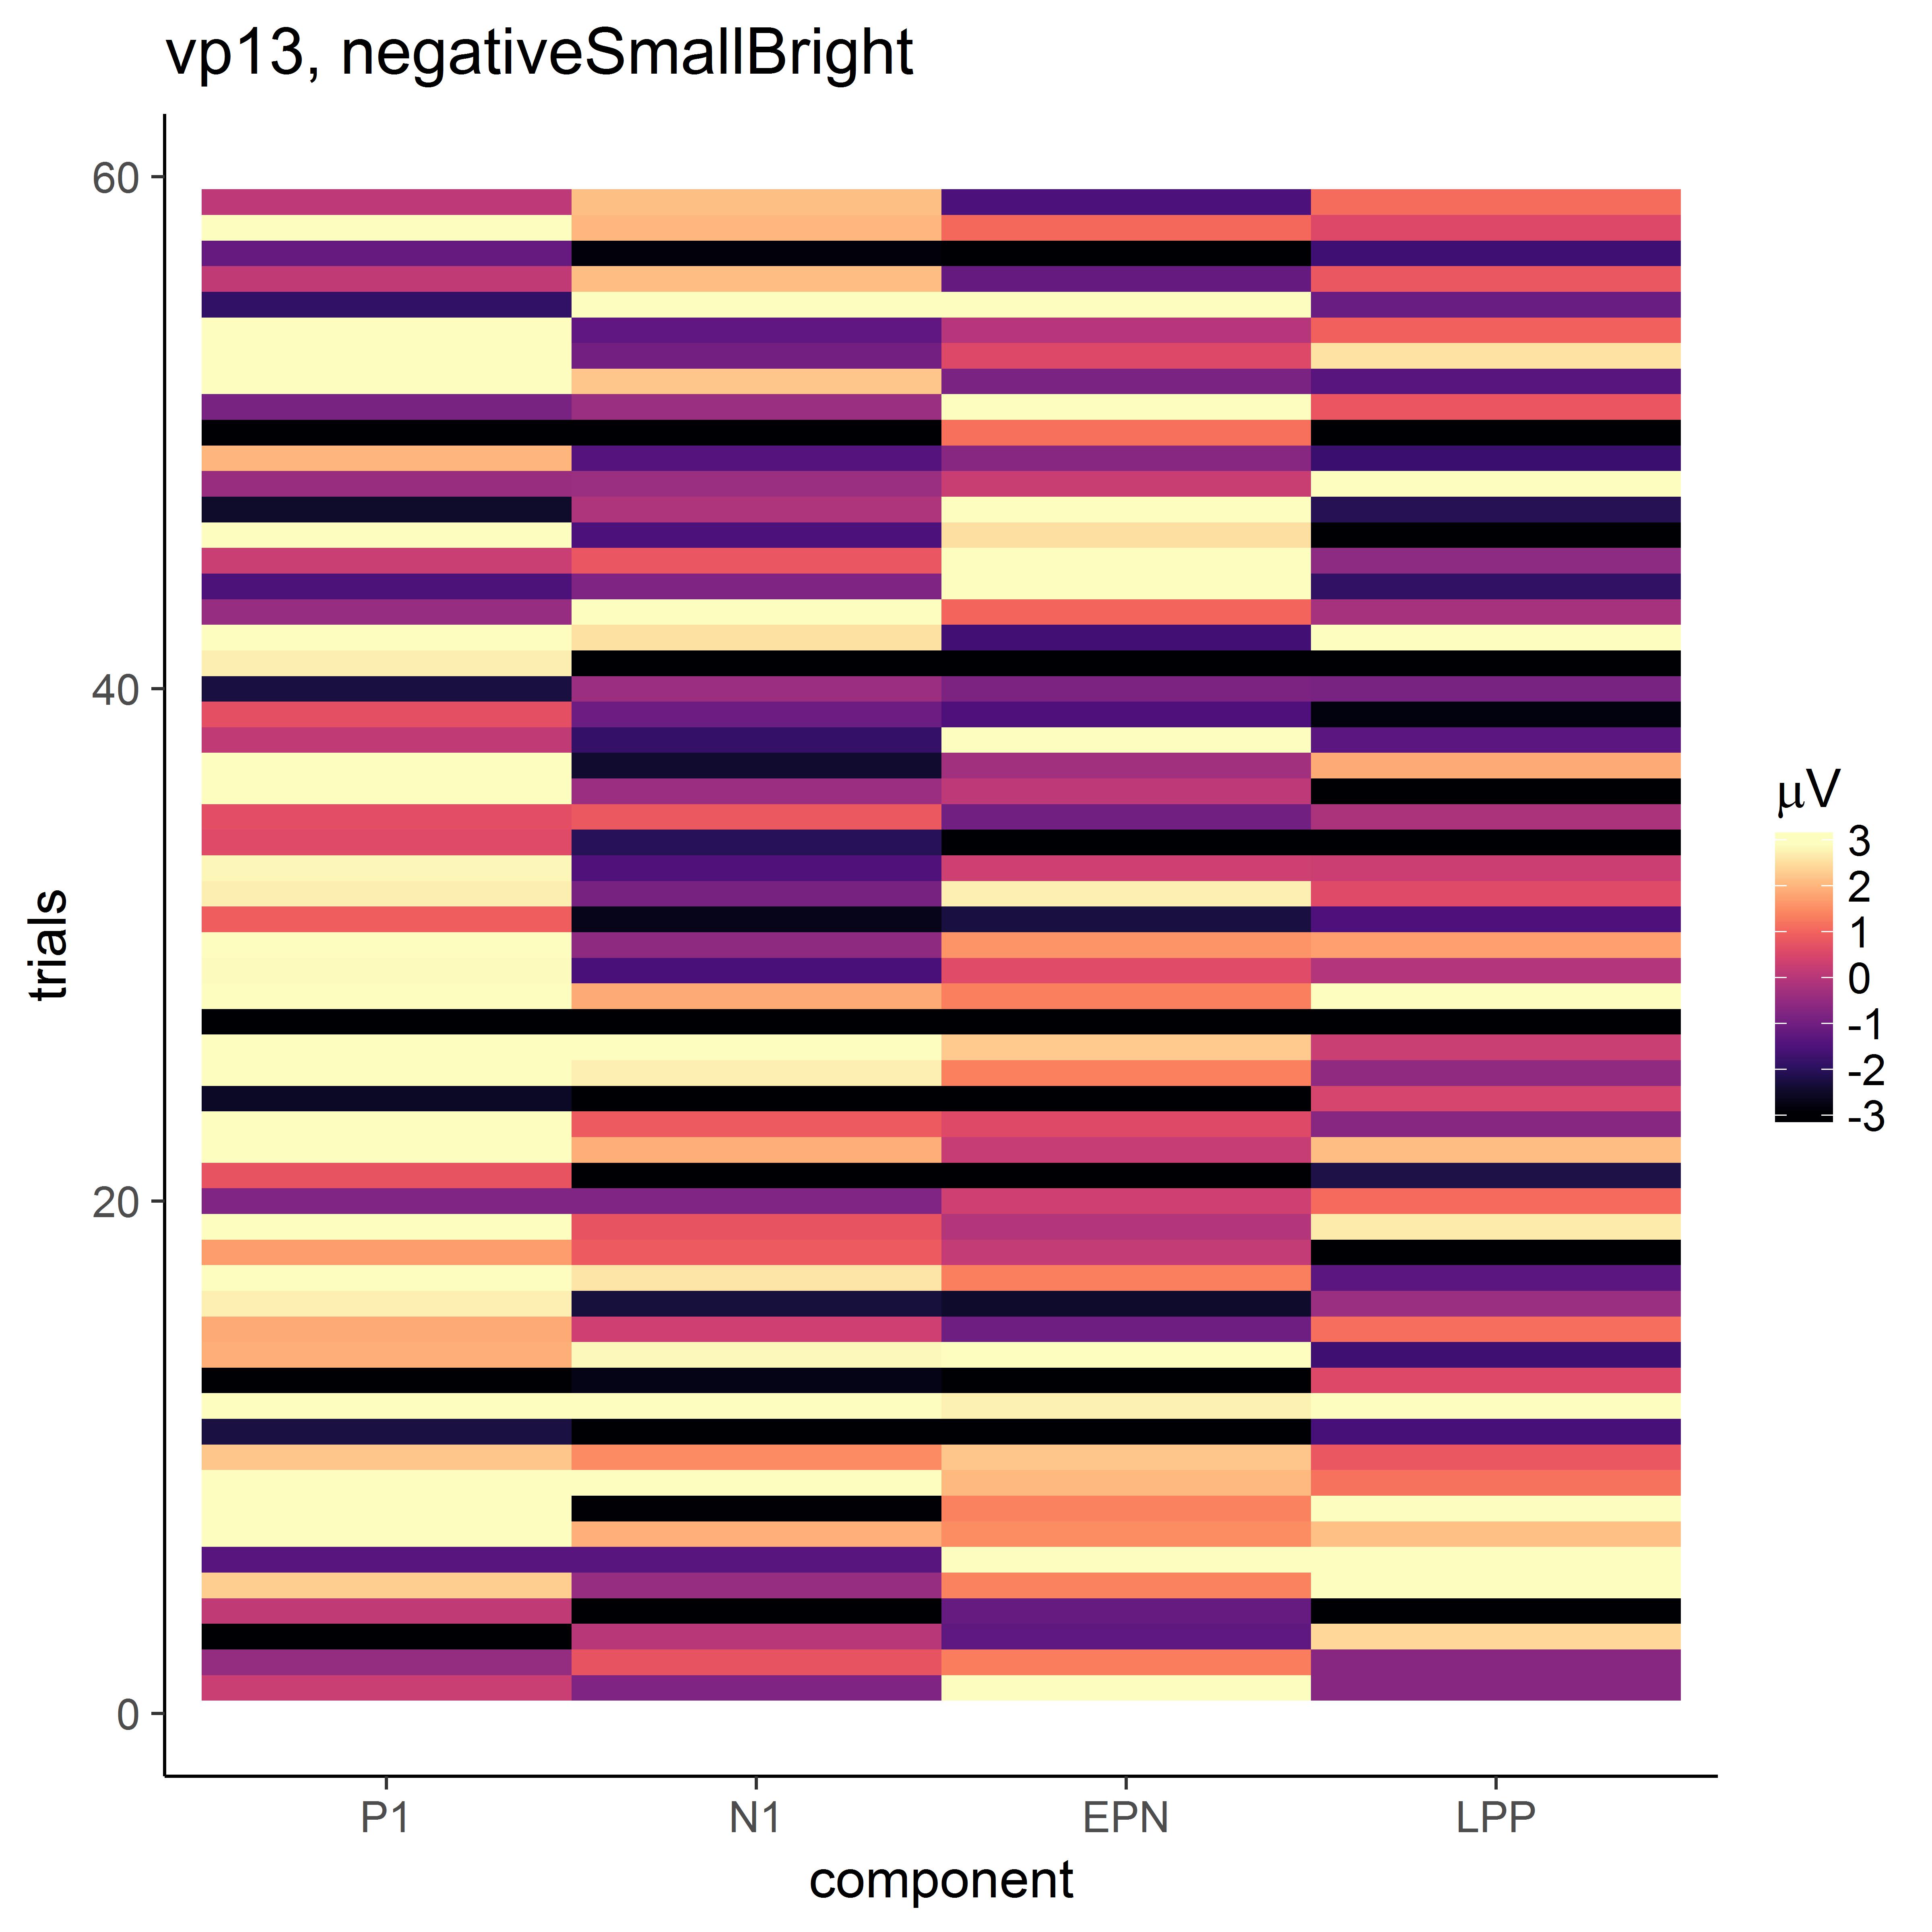 vp13, negativeSmallBright
60
40
20
0
trials
P1 N1 EPN LPP
component
μV
3
2
1
0
-1
-2
-3